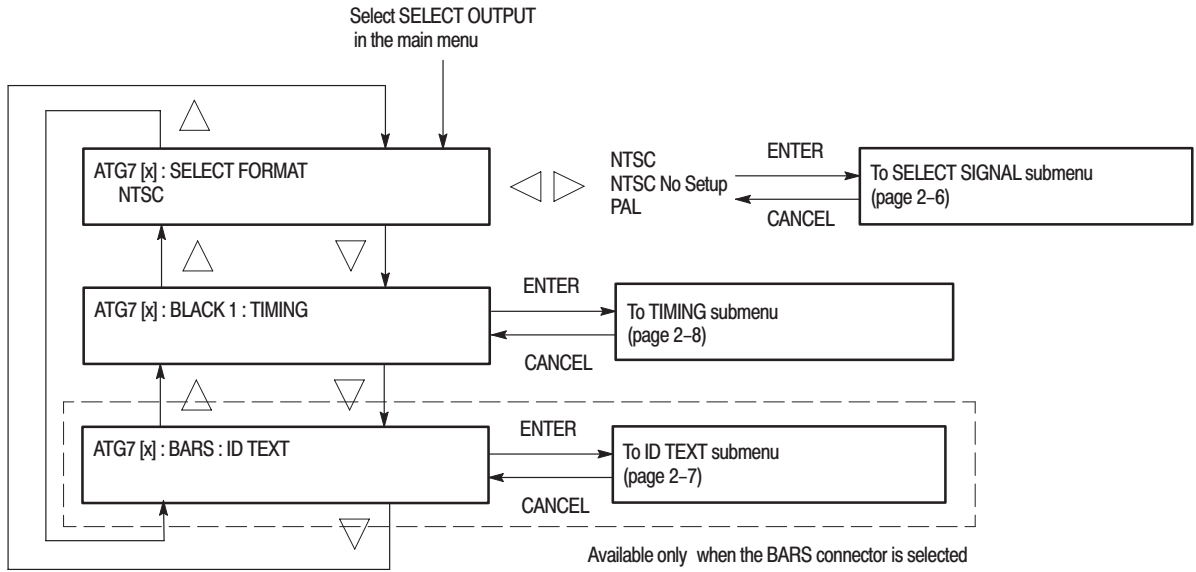 Select SELECT OUTPUT
in the main menu
ATG7 [x] : SELECT FORMAT
NTSC
NTSC
NTSC No Setup
PAL
ENTER
CANCEL
To SELECT SIGNAL submenu
(page 2–6)
ATG7 [x] : BLACK 1 : TIMING
ENTER
CANCEL
To TIMING submenu
(page 2–8)
ATG7 [x] : BARS : ID TEXT
ENTER
CANCEL
To ID TEXT submenu
(page 2–7)
Available only when the BARS connector is selected